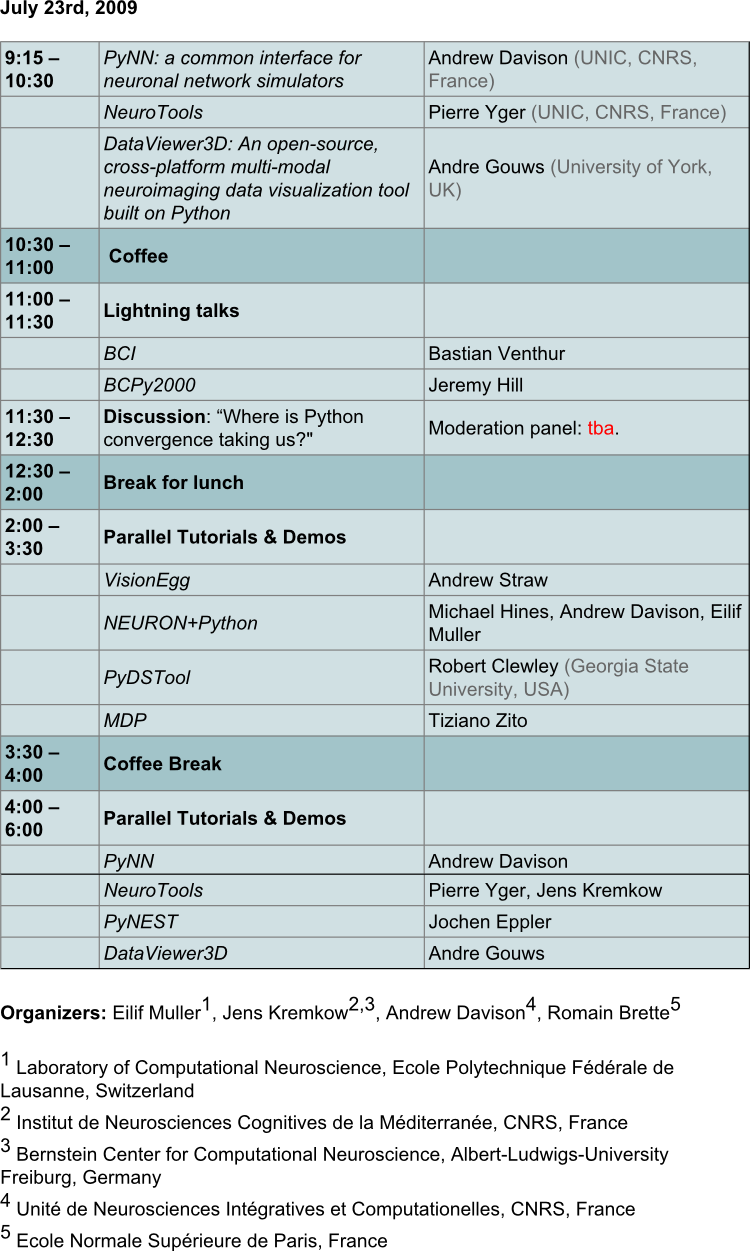 July 23rd, 2009
9:15 –
10:30
PyNN: a common interface for
neuronal network simulators
Andrew Davison (UNIC, CNRS,
France)
NeuroTools
Pierre Yger (UNIC, CNRS, France)
DataViewer3D: An open-source,
cross-platform multi-modal
neuroimaging data visualization tool
built on Python
Andre Gouws (University of York,
UK)
10:30 –
11:00
Coffee
11:00 –
11:30
Lightning talks
BCI
Bastian Venthur
BCPy2000
Jeremy Hill
11:30 –
12:30
Discussion: “Where is Python
convergence taking us?"
Moderation panel: tba.
12:30 –
2:00
Break for lunch
2:00 –
3:30
Parallel Tutorials & Demos
VisionEgg
Andrew Straw
NEURON+Python
Michael Hines, Andrew Davison, Eilif
Muller
PyDSTool
Robert Clewley (Georgia State
University, USA)
MDP
Tiziano Zito
3:30 –
4:00
Coffee Break
4:00 –
6:00
Parallel Tutorials & Demos
PyNN
Andrew Davison
NeuroTools
Pierre Yger, Jens Kremkow
PyNEST
Jochen Eppler
DataViewer3D
Andre Gouws
Organizers: Eilif Muller1, Jens Kremkow2,3, Andrew Davison4, Romain Brette5
1 Laboratory of Computational Neuroscience, Ecole Polytechnique Fédérale de
Lausanne, Switzerland
2 Institut de Neurosciences Cognitives de la Méditerranée, CNRS, France
3 Bernstein Center for Computational Neuroscience, Albert-Ludwigs-University
Freiburg, Germany
4 Unité de Neurosciences Intégratives et Computationelles, CNRS, France
5 Ecole Normale Supérieure de Paris, France